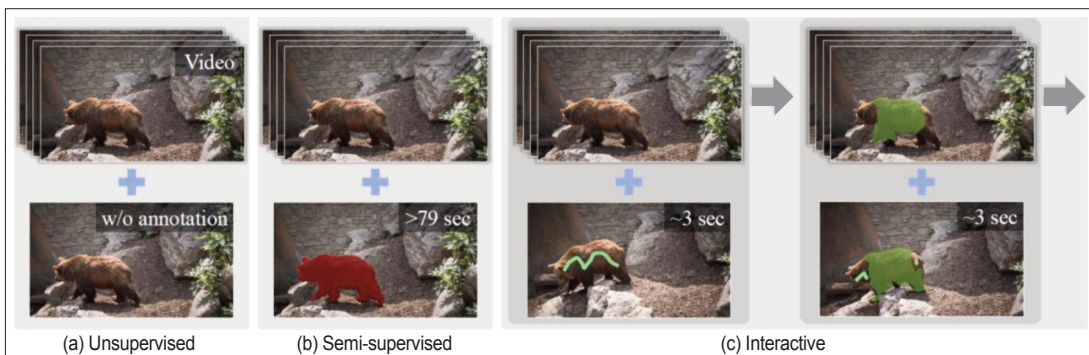 Video
w/o annotation
>79 sec
~3 sec
~3 sec
(a) Unsupervised
(b) Semi-supervised
(c) Interactive